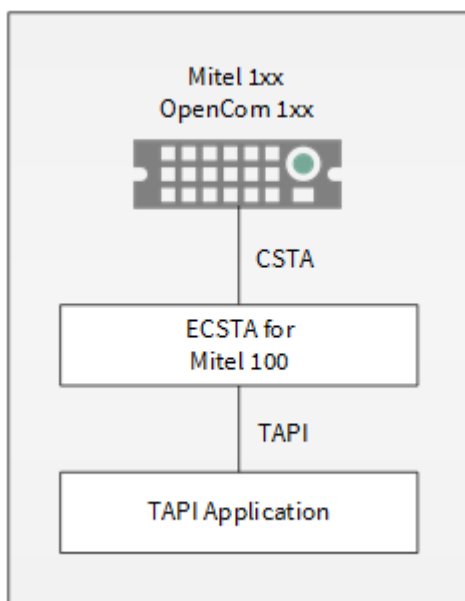 Mitel 1xx
OpenCom 1xx
CSTA
ECSTA for
Mitel 100
TAPI
TAPI Application